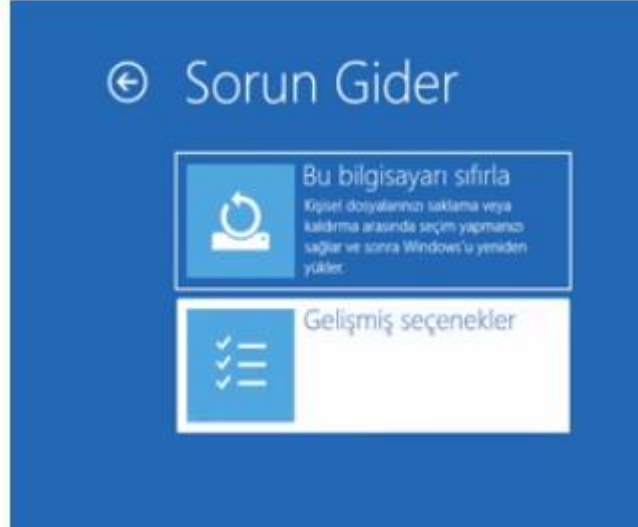 Sorun Gider
Bu bilgisayarı sıfırla
Kişisel dosyalarınızı saklama veya
kaldırma arasında seçim yapmanızı
sağlar ve sonra Windows'u yeniden
yükler.
Gelişmiş seçenekler